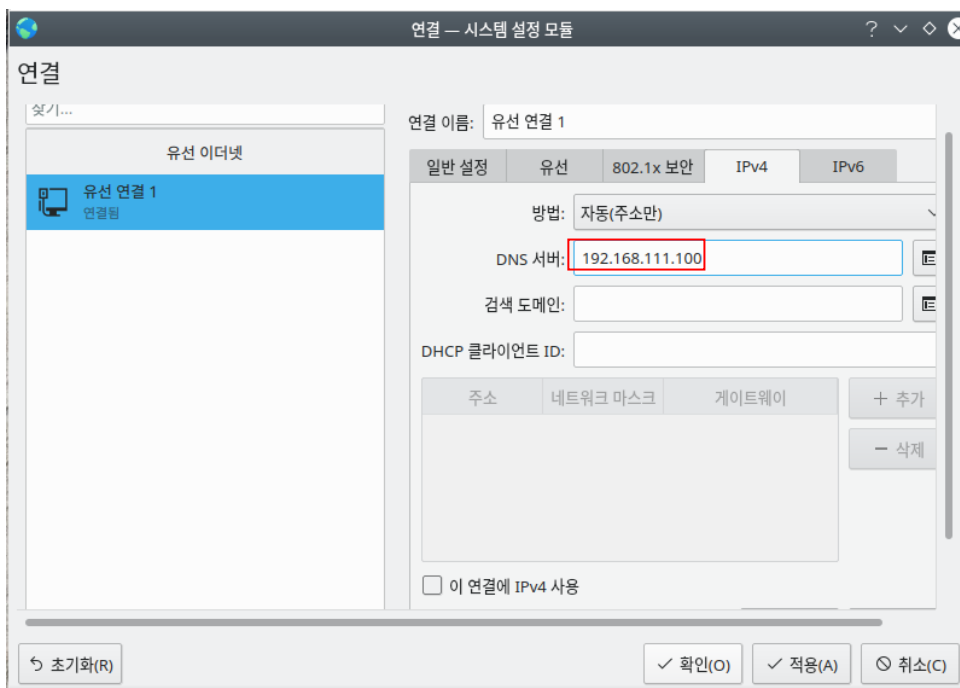 연결 — 시스템 설정 모듈
연결
찾기...
유선 이더넷
유선 연결 1
연결됨
연결 이름: 유선 연결 1
일반 설정 유선 802.1x 보안 IPv4 IPv6
방법: 자동(주소만)
DNS 서버: 192.168.111.100
검색 도메인:
DHCP 클라이언트 ID:
주소 네트워크 마스크 게이트웨이
+ 추가
− 삭제
이 연결에 IPv4 사용
초기화(R) 확인(O) 적용(A) 취소(C)